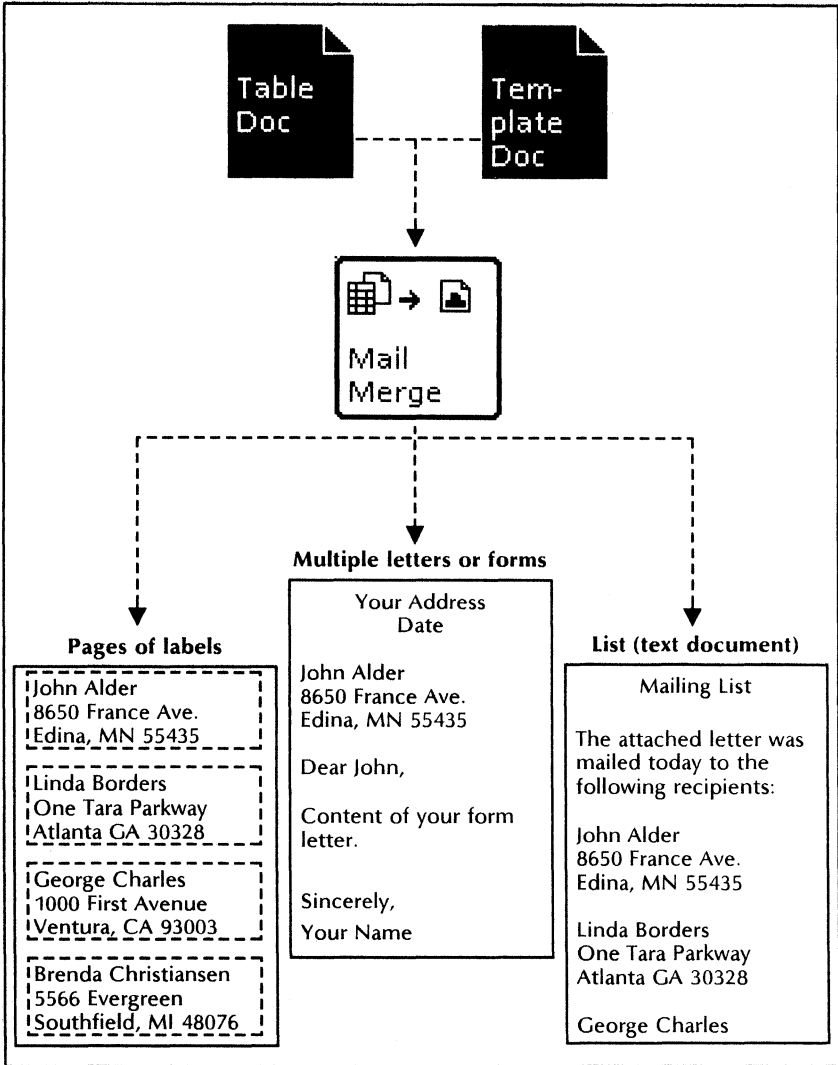 Table
Doc
Tem-
plate
Doc
Mail
Merge
Pages of labels
John Alder
8650 France Ave.
Edina, MN 55435
Linda Borders
One Tara Parkway
Atlanta GA 30328
George Charles
1000 First Avenue
Ventura, CA 93003
Brenda Christiansen
5566 Evergreen
Southfield, MI 48076
Multiple letters or forms
Your Address
Date
John Alder
8650 France Ave.
Edina, MN 55435
Dear John,
Content of your form
letter.
Sincerely,
Your Name
List (text document)
Mailing List
The attached letter was
mailed today to the
following recipients:
John Alder
8650 France Ave.
Edina, MN 55435
Linda Borders
One Tara Parkway
Atlanta GA 30328
George Charles